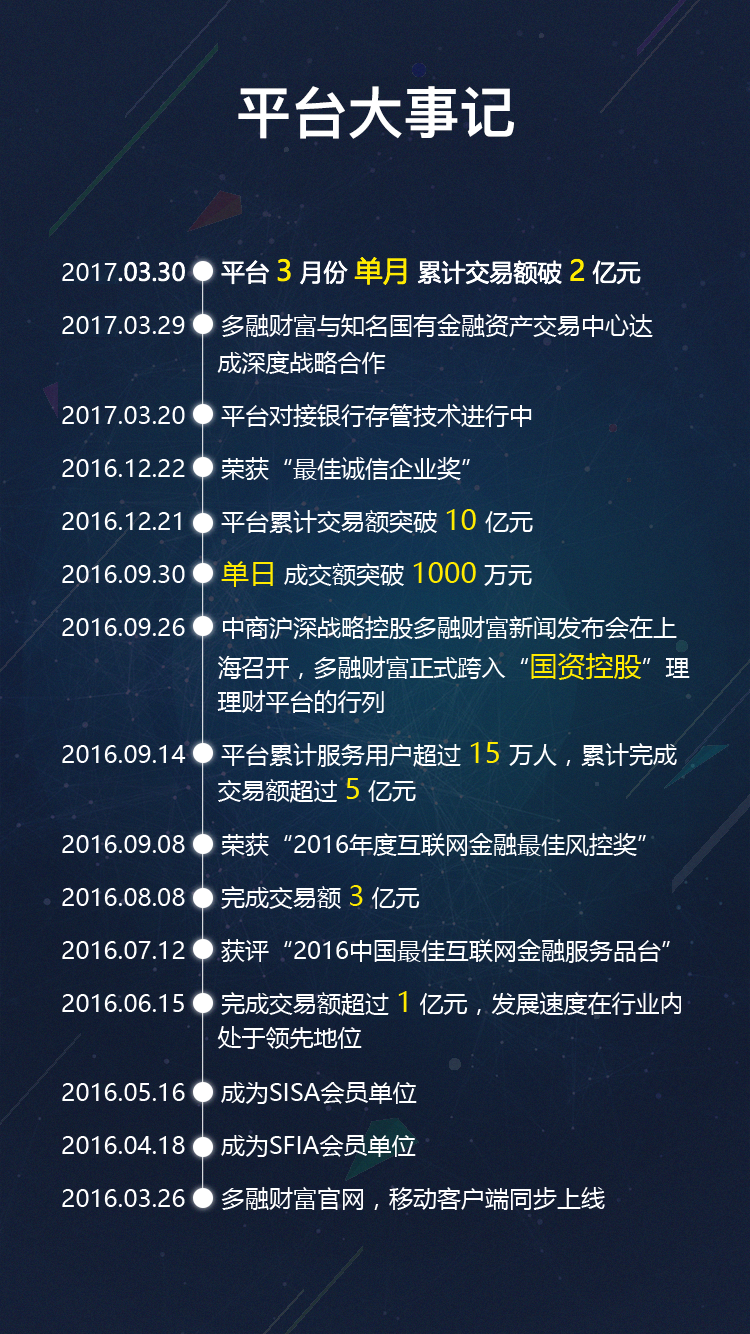 平台大事记
2017.03.30 平台 3 月份 单月 累计交易额破 2 亿元
2017.03.29 多融财富与知名国有金融资产交易中心达
成深度战略合作
2017.03.20 平台对接银行存管技术进行中
2016.12.22 荣获“最佳诚信企业奖”
2016.12.21 平台累计交易额突破 10 亿元
2016.09.30 单日 成交额突破 1000 万元
2016.09.26 中商沪深战略控股多融财富新闻发布会在上
海召开，多融财富正式跨入“国资控股”理
理财平台的行列
2016.09.14 平台累计服务用户超过 15 万人，累计完成
交易额超过 5 亿元
2016.09.08 荣获“2016年度互联网金融最佳风控奖”
2016.08.08 完成交易额 3 亿元
2016.07.12 获评“2016中国最佳互联网金融服务品台”
2016.06.15 完成交易额超过 1 亿元，发展速度在行业内
处于领先地位
2016.05.16 成为SISA会员单位
2016.04.18 成为SFIA会员单位
2016.03.26 多融财富官网，移动客户端同步上线